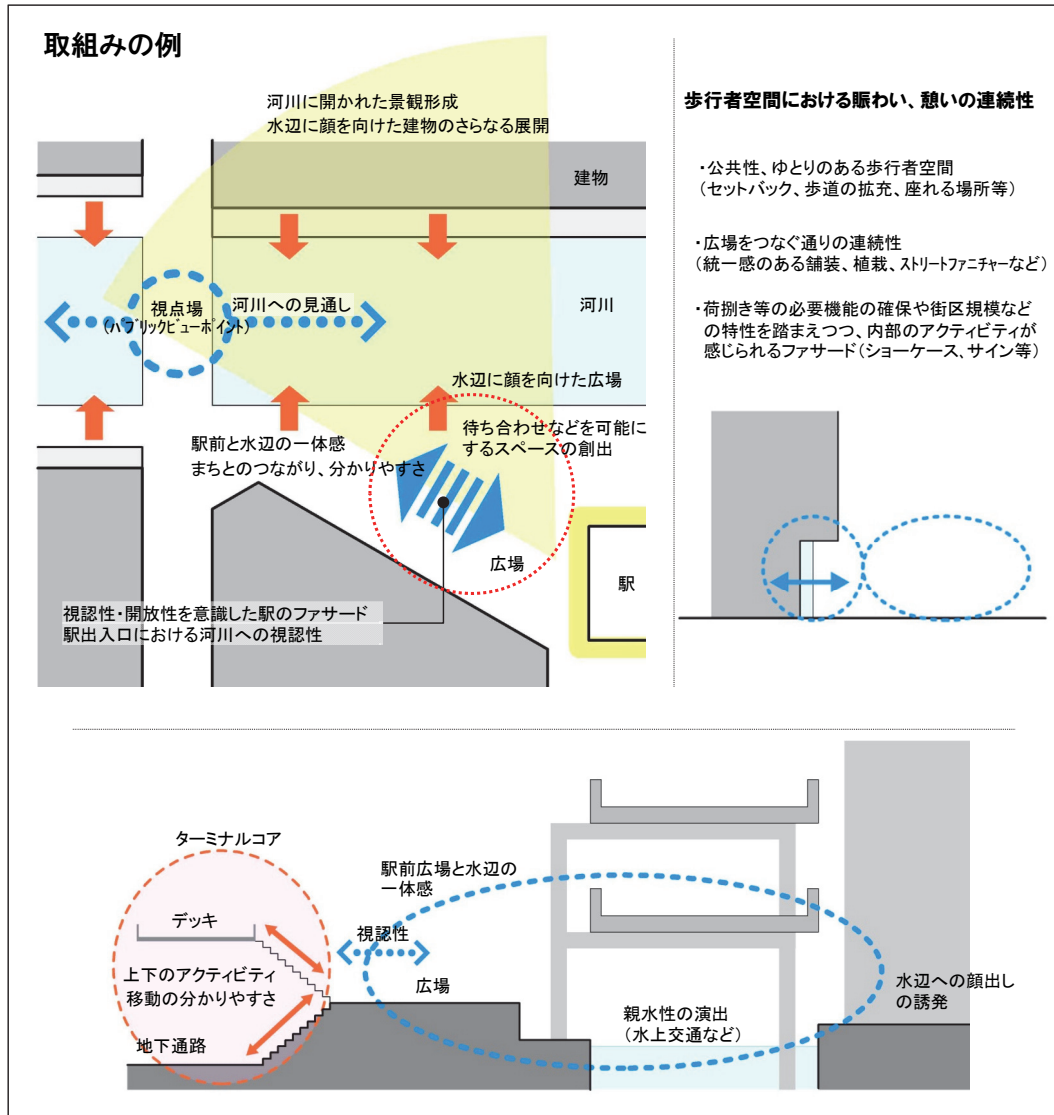 取組みの例
河川に開かれた景観形成
水辺に顔を向けた建物のさらなる展開
建物
視点場
(パブリックビューポイント)
河川への見通し
河川
水辺に顔を向けた広場
駅前と水辺の一体感
まちとのつながり、分かりやすさ
待ち合わせなどを可能に
するスペースの創出
広場
駅
視認性・開放性を意識した駅のファサード
駅出入口における河川への視認性
歩行者空間における賑わい、憩いの連続性
・公共性、ゆとりのある歩行者空間
(セットバック、歩道の拡充、座れる場所等)
・広場をつなぐ通りの連続性
(統一感のある舗装、植栽、ストリートファニチャーなど)
・荷捌き等の必要機能の確保や街区規模など
の特性を踏まえつつ、内部のアクティビティが
感じられるファサード(ショーケース、サイン等)
ターミナルコア
デッキ
上下のアクティビティ
移動の分かりやすさ
地下通路
駅前広場と水辺の
一体感
視認性
広場
親水性の演出
(水上交通など)
水辺への顔出し
の誘発